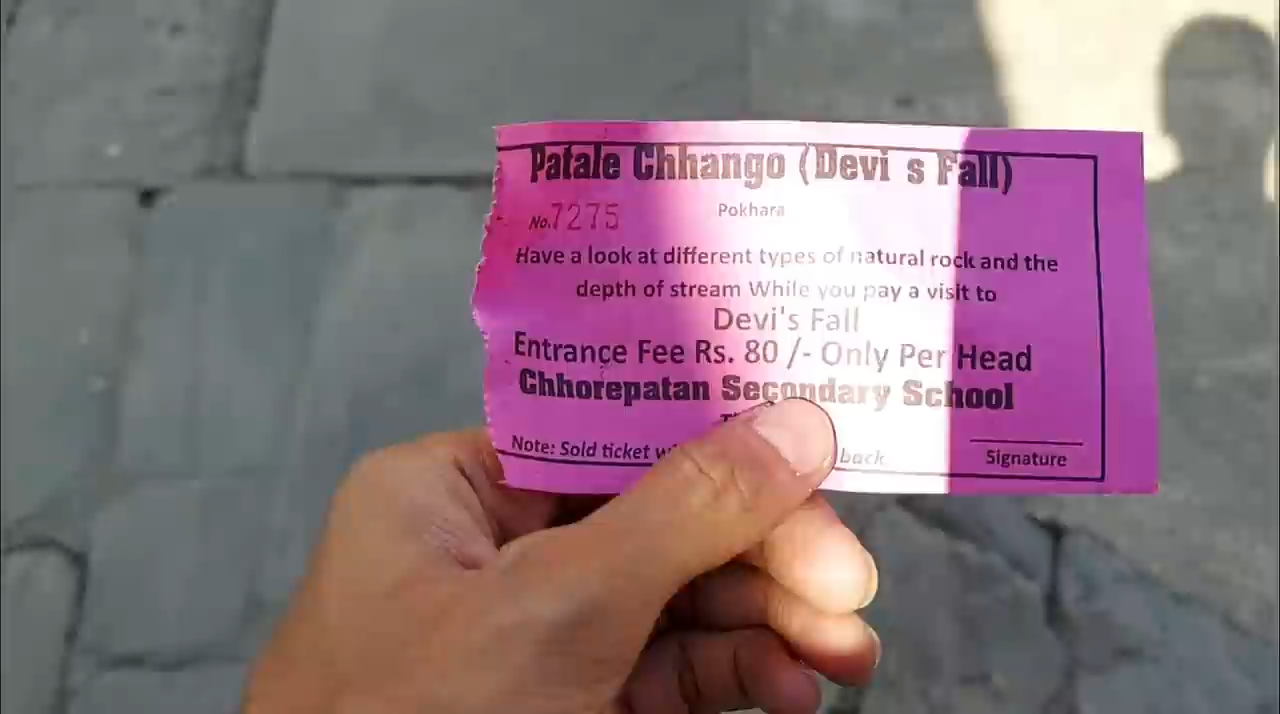 Patale Chhango (Devi s Fall)
No. 7275
Pokhara
Have a look at different types of natural rock and the
depth of stream While you pay a visit to
Devi's Fall
Entrance Fee Rs. 80 /- Only Per Head
Chhorepatan Secondary School
Note: Sold ticket back
Signature